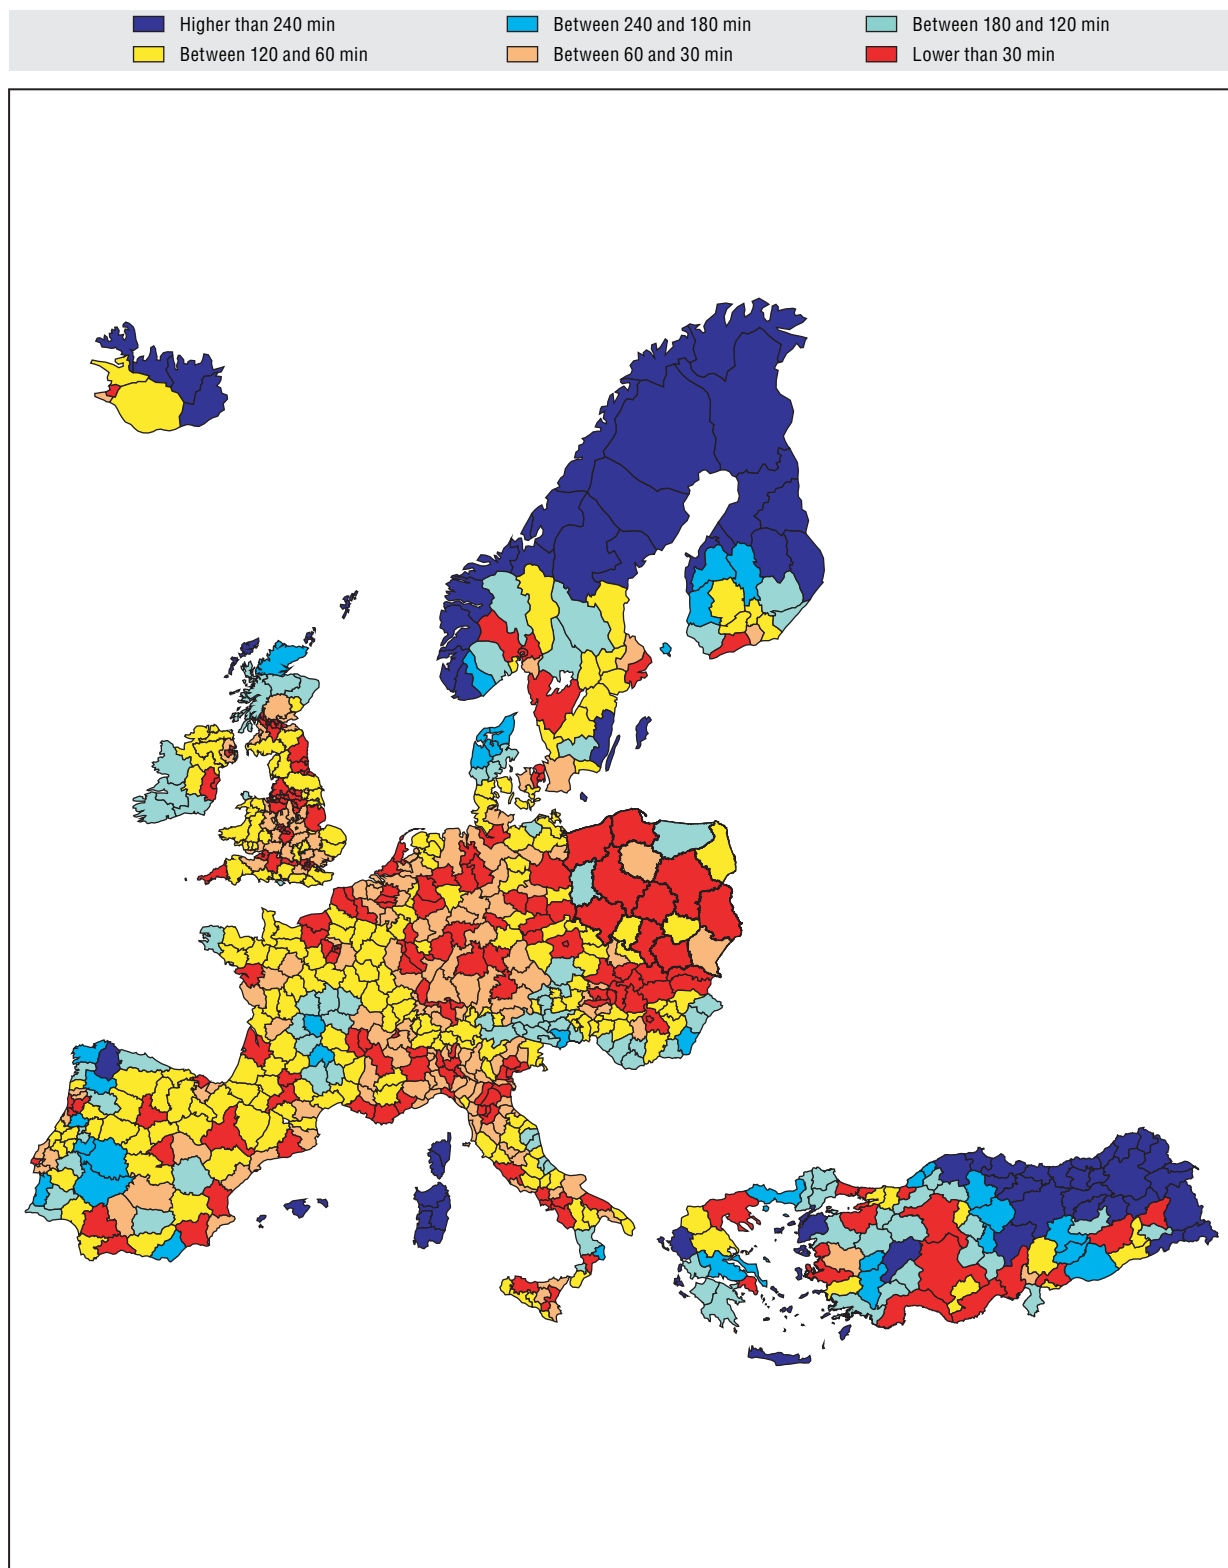 Higher than 240 min
Between 240 and 180 min
Between 180 and 120 min
Between 120 and 60 min
Between 60 and 30 min
Lower than 30 min